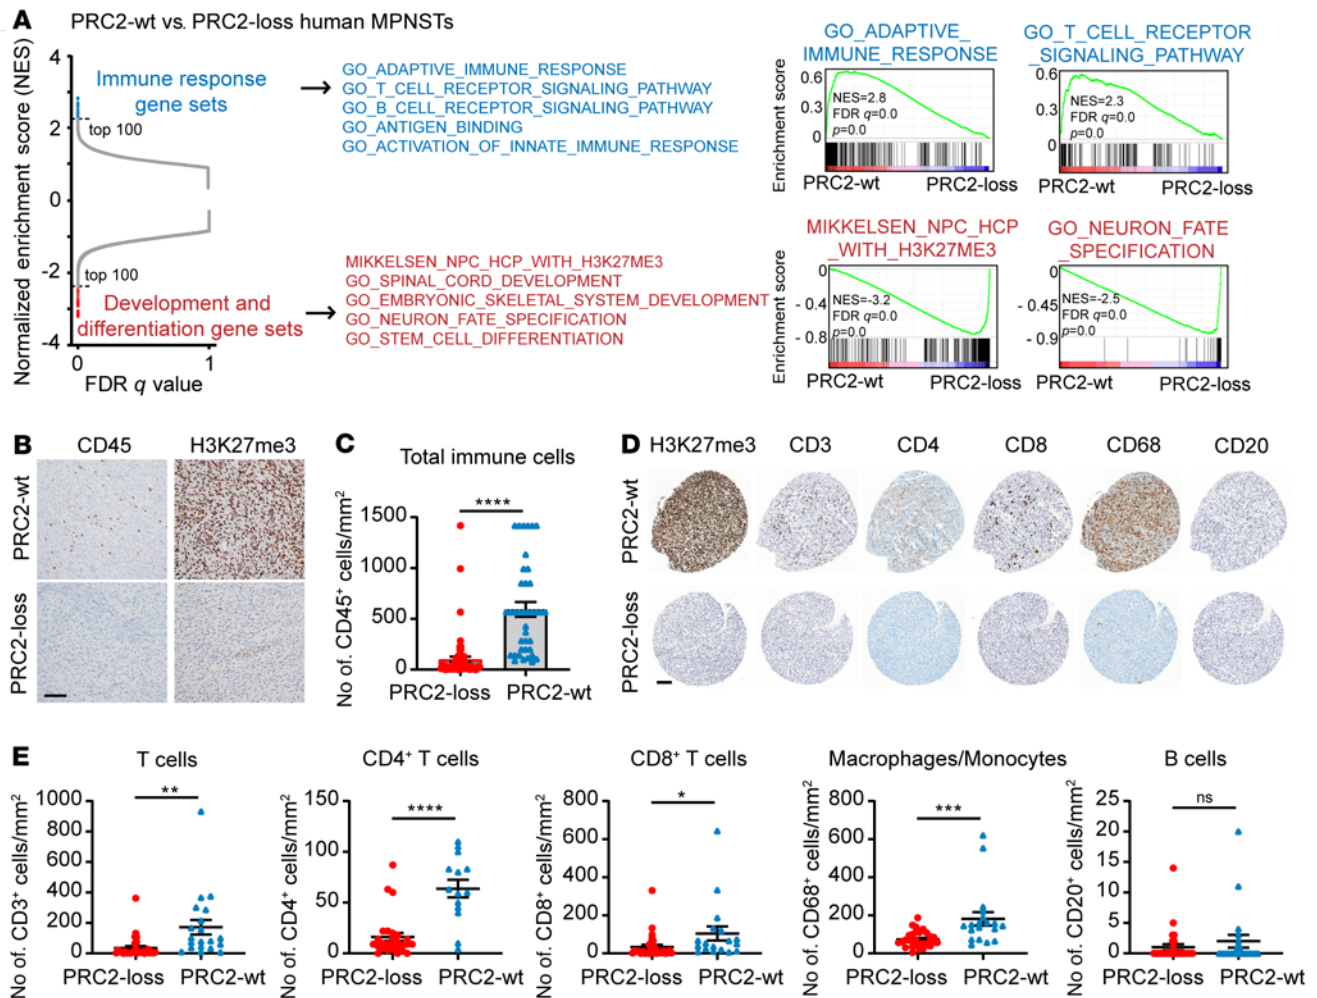 A PRC2-wt vs. PRC2-loss human MPNSTs
Normalized enrichment score (NES)
4
2
0
-2
-4
Immune response
gene sets
top 100
top 100
Development and
differentiation gene sets
0 1
FDR q value
GO_ADAPTIVE_IMMUNE_RESPONSE
GO_T_CELL_RECEPTOR_SIGNALING_PATHWAY
GO_B_CELL_RECEPTOR_SIGNALING_PATHWAY
GO_ANTIGEN_BINDING
GO_ACTIVATION_OF_INNATE_IMMUNE_RESPONSE
MIKKELSEN_NPC_HCP_WITH_H3K27ME3
GO_SPINAL_CORD_DEVELOPMENT
GO_EMBRYONIC_SKELETAL_SYSTEM_DEVELOPMENT
GO_NEURON_FATE_SPECIFICATION
GO_STEM_CELL_DIFFERENTIATION
GO_ADAPTIVE_
IMMUNE_RESPONSE
Enrichment score
0.6
0.3
0
NES=2.8
FDR q=0.0
p=0.0
PRC2-wt PRC2-loss
GO_T_CELL_RECEPTOR
_SIGNALING_PATHWAY
0.6
0.3
0
NES=2.3
FDR q=0.0
p=0.0
PRC2-wt PRC2-loss
MIKKELSEN_NPC_HCP
_WITH_H3K27ME3
Enrichment score
0
- 0.4
- 0.8
NES=-3.2
FDR q=0.0
p=0.0
PRC2-wt PRC2-loss
GO_NEURON_FATE
_SPECIFICATION
0
- 0.45
- 0.9
NES=-2.5
FDR q=0.0
p=0.0
PRC2-wt PRC2-loss
B CD45 H3K27me3
PRC2-wt
PRC2-loss
C Total immune cells
No of. CD45+ cells/mm2
1500
1000
500
0
****
PRC2-loss PRC2-wt
D H3K27me3 CD3 CD4 CD8 CD68 CD20
PRC2-wt
PRC2-loss
E T cells
No of. CD3+ cells/mm2
1000
800
600
400
200
0
**
PRC2-loss PRC2-wt
CD4+ T cells
No of. CD4+ cells/mm2
150
100
50
0
****
PRC2-loss PRC2-wt
CD8+ T cells
No of. CD8+ cells/mm2
800
600
400
200
0
*
PRC2-loss PRC2-wt
Macrophages/Monocytes
No of. CD68+ cells/mm2
800
600
400
200
0
***
PRC2-loss PRC2-wt
B cells
No of. CD20+ cells/mm2
25
20
15
10
5
0
ns
PRC2-loss PRC2-wt